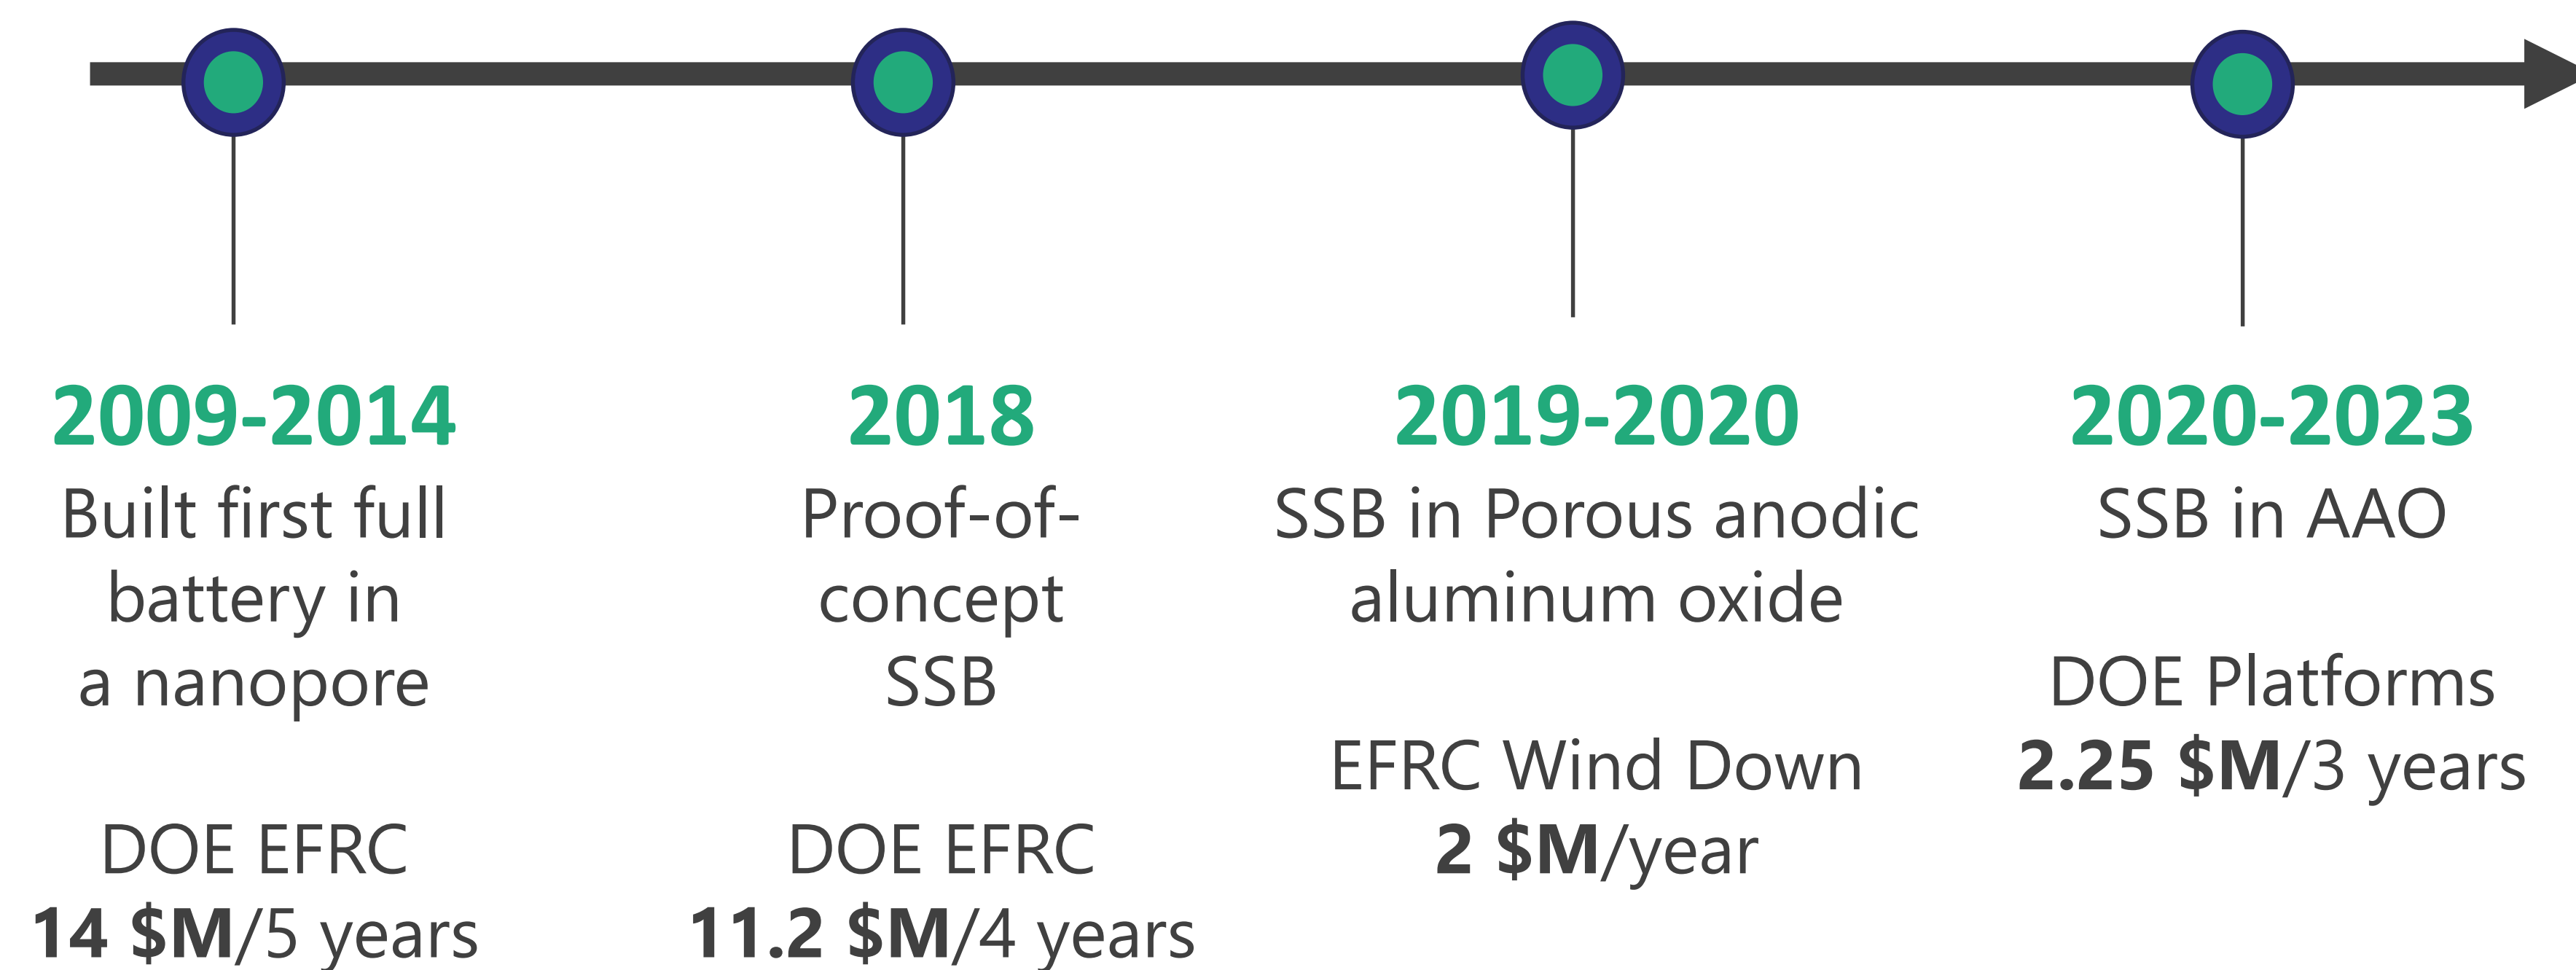 2009-2014
Built first full
battery in
a nanopore
DOE EFRC
14 $M/5 years
2018
Proof-of-
concept
SSB
DOE EFRC
11.2 $M/4 years
2019-2020
SSB in Porous anodic
aluminum oxide
EFRC Wind Down
2 $M/year
2020-2023
SSB in AAO
DOE Platforms
2.25 $M/3 years